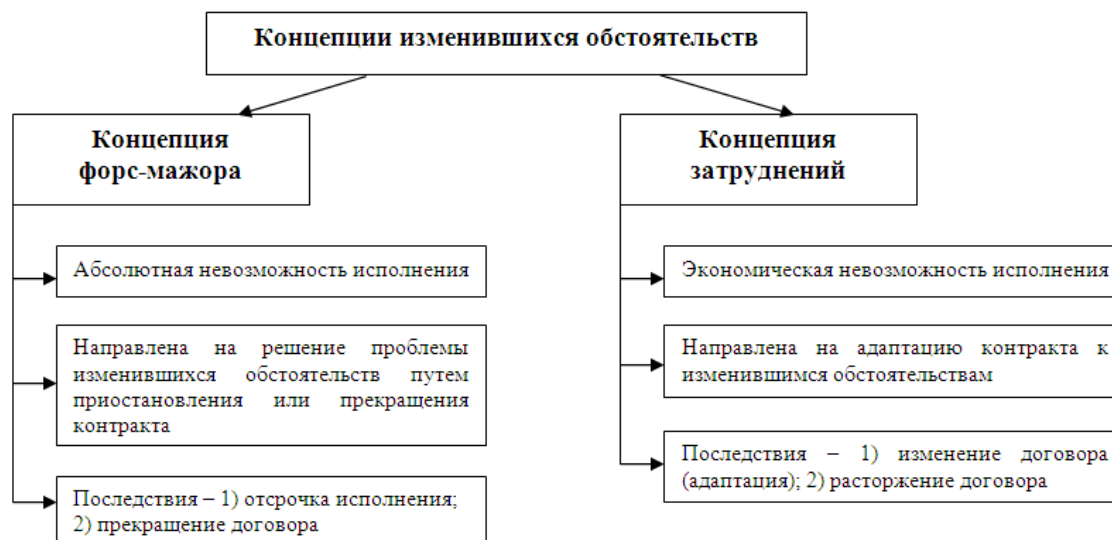 Концепции изменившихся обстоятельств
Концепция
форс-мажора
Абсолютная невозможность исполнения
Направлена на решение проблемы
изменившихся обстоятельств путем
приостановления или прекращения
контракта
Последствия – 1) отсрочка исполнения;
2) прекращение договора
Концепция
затруднений
Экономическая невозможность исполнения
Направлена на адаптацию контракта к
изменившимся обстоятельствам
Последствия – 1) изменение договора
(адаптация); 2) расторжение договора